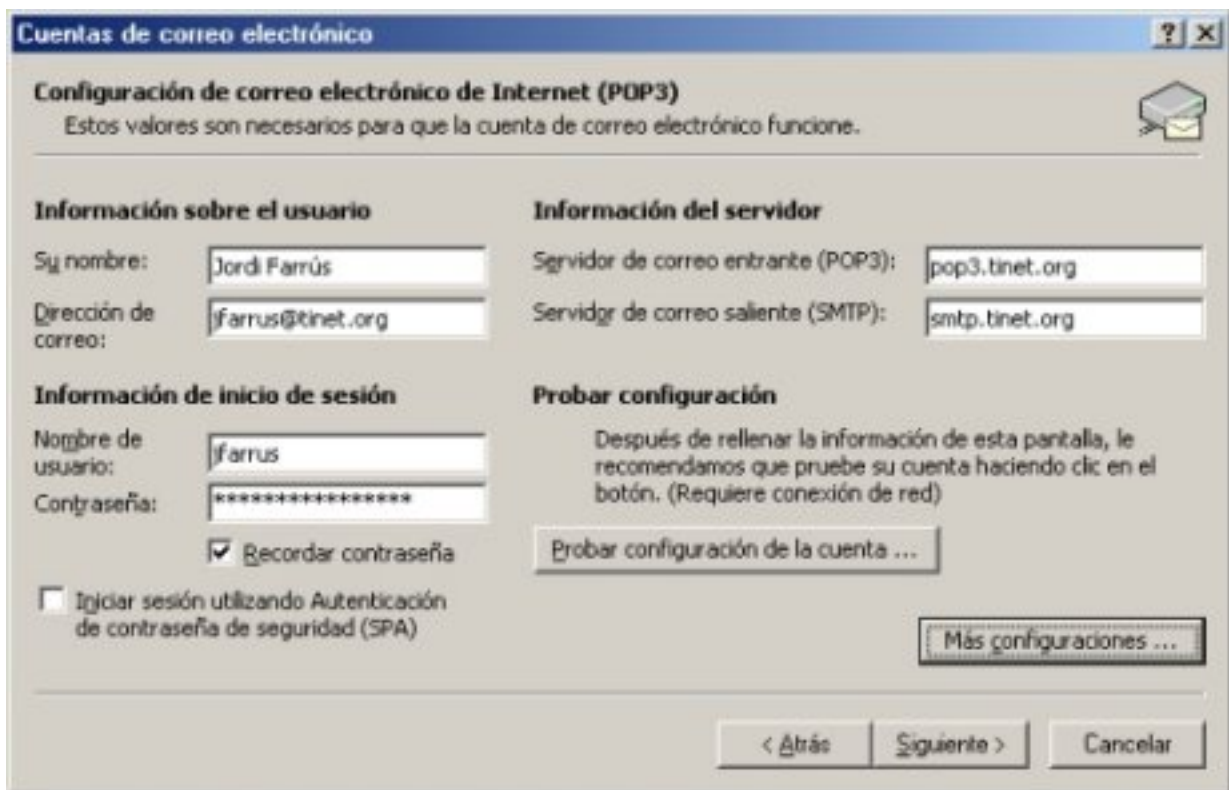 Cuentas de correo electrónico
Configuración de correo electrónico de Internet (POP3)
Estos valores son necesarios para que la cuenta de correo electrónico funcione.
Información sobre el usuario
Su nombre:
Jordi Farrús
Dirección de
correo:
jfarrus@tinet.org
Información del servidor
Servidor de correo entrante (POP3):
pop3.tinet.org
Servidor de correo saliente (SMTP):
smtp.tinet.org
Información de inicio de sesión
Nombre de
usuario:
jfarrus
Contraseña:
****************
Recordar contraseña
Iniciar sesión utilizando Autenticación
de contraseña de seguridad (SPA)
Probar configuración
Después de rellenar la información de esta pantalla, le
recomendamos que pruebe su cuenta haciendo clic en el
botón. (Requiere conexión de red)
Probar configuración de la cuenta ...
Más configuraciones ...
< Atrás
Siguiente >
Cancelar